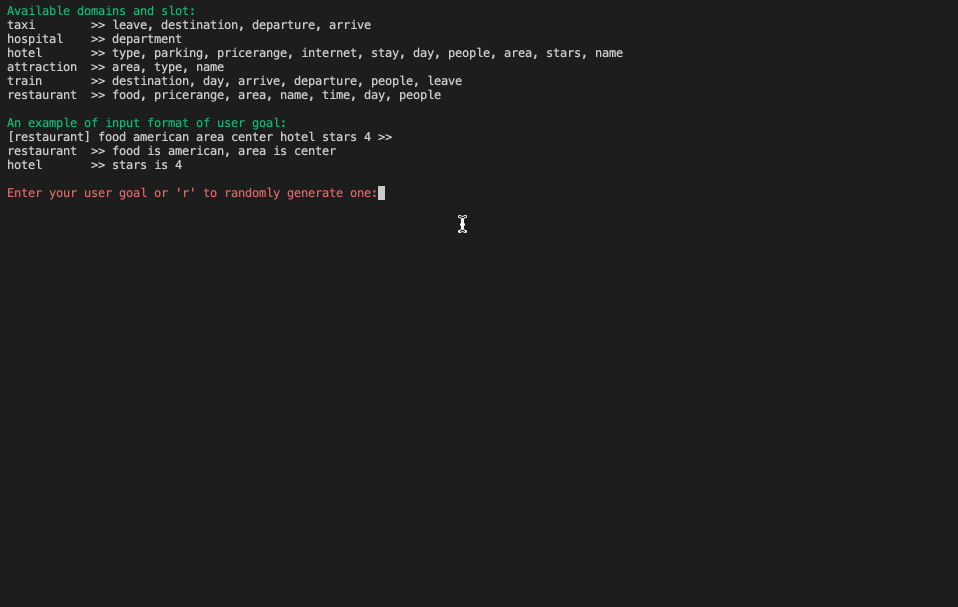 Available domains and slot:
taxi >> leave, destination, departure, arrive
hospital >> department
hotel >> type, parking, pricerange, internet, stay, day, people, area, stars, name
attraction >> area, type, name
train >> destination, day, arrive, departure, people, leave
restaurant >> food, pricerange, area, name, time, day, people
An example of input format of user goal:
[restaurant] food american area center hotel stars 4 >>
restaurant >> food is american, area is center
hotel >> stars is 4
Enter your user goal or 'r' to randomly generate one: